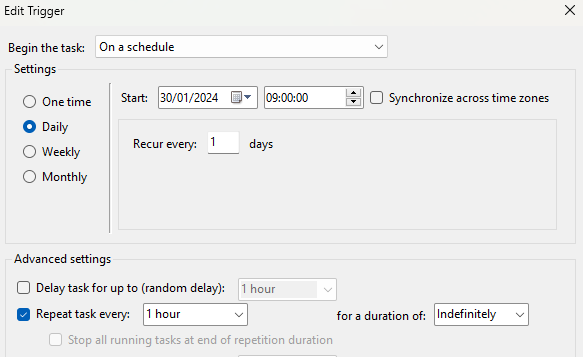 Edit Trigger
Begin the task: On a schedule
Settings
One time
Start: 30/01/2024 09:00:00 Synchronize across time zones
Daily
Recur every: 1 days
Weekly
Monthly
Advanced settings
Delay task for up to (random delay): 1 hour
Repeat task every: 1 hour for a duration of: Indefinitely
Stop all running tasks at end of repetition duration